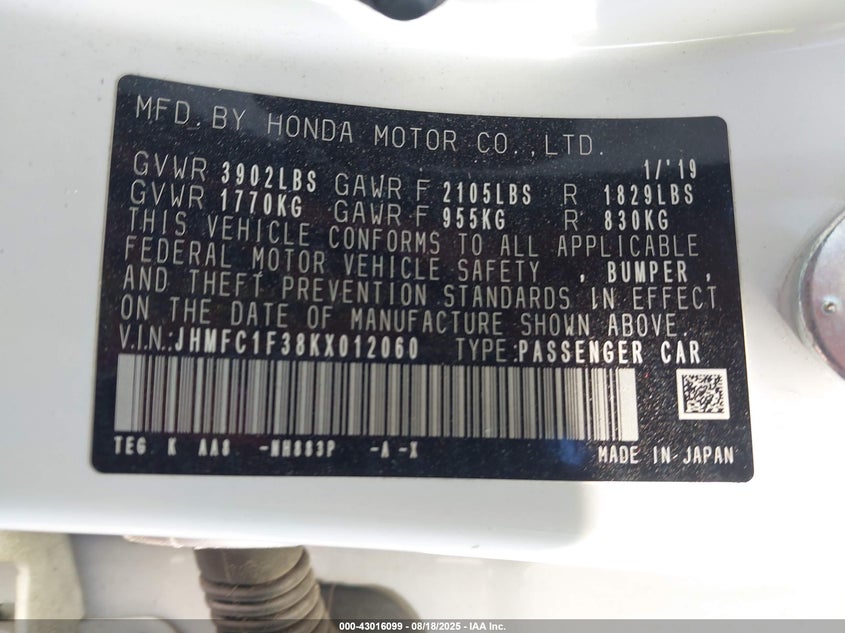 MFD. BY HONDA MOTOR CO.,LTD.
1/'19
GVWR 3902LBS GAWR F 2105LBS R 1829LBS
GVWR 1770KG GAWR F 955KG R 830KG
THIS VEHICLE CONFORMS TO ALL APPLICABLE
FEDERAL MOTOR VEHICLE SAFETY , BUMPER ,
AND THEFT PREVENTION STANDARDS IN EFFECT
ON THE DATE OF MANUFACTURE SHOWN ABOVE.
V.I.N.:JHMFC1F38KX012060 TYPE:PASSENGER CAR
TEG K AA8 -NH883P -A -X MADE IN JAPAN
000-43016099 - 08/18/2025 - IAA Inc.